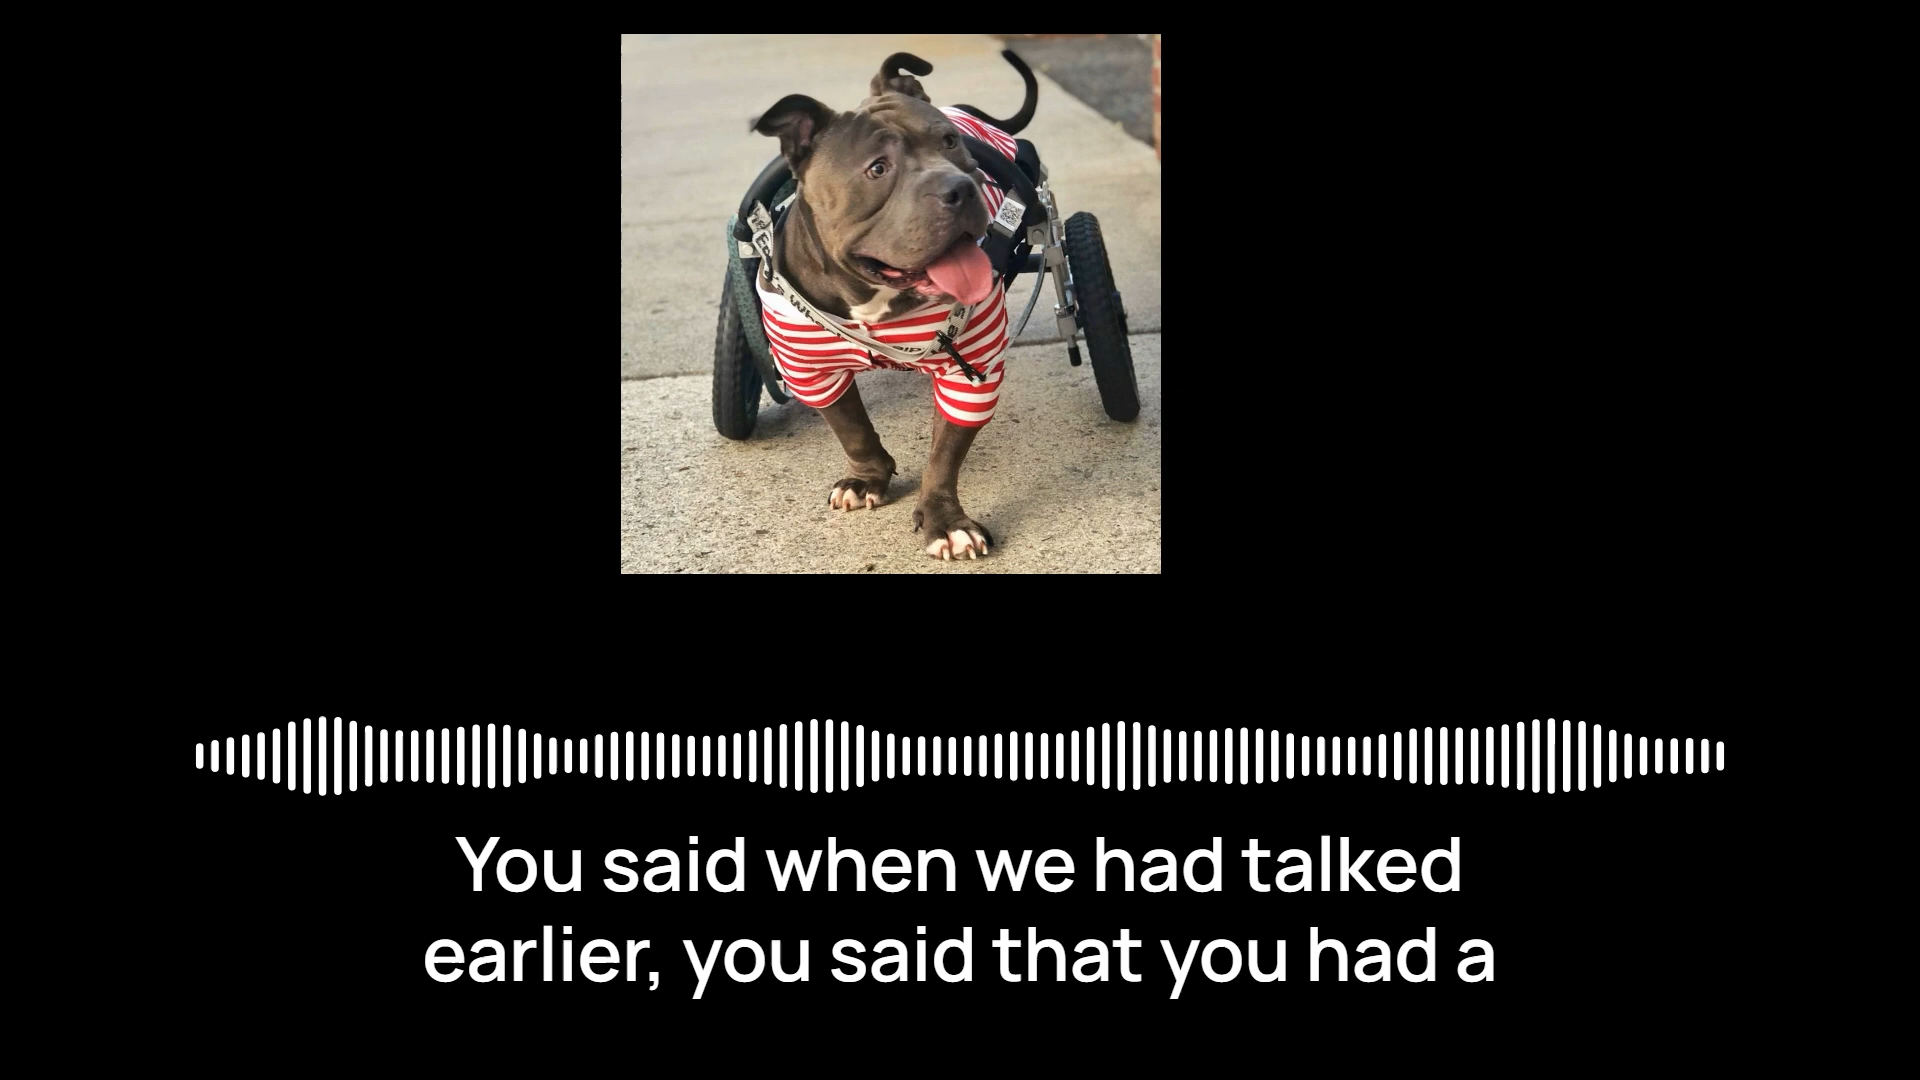 You said when we had talked
earlier, you said that you had a